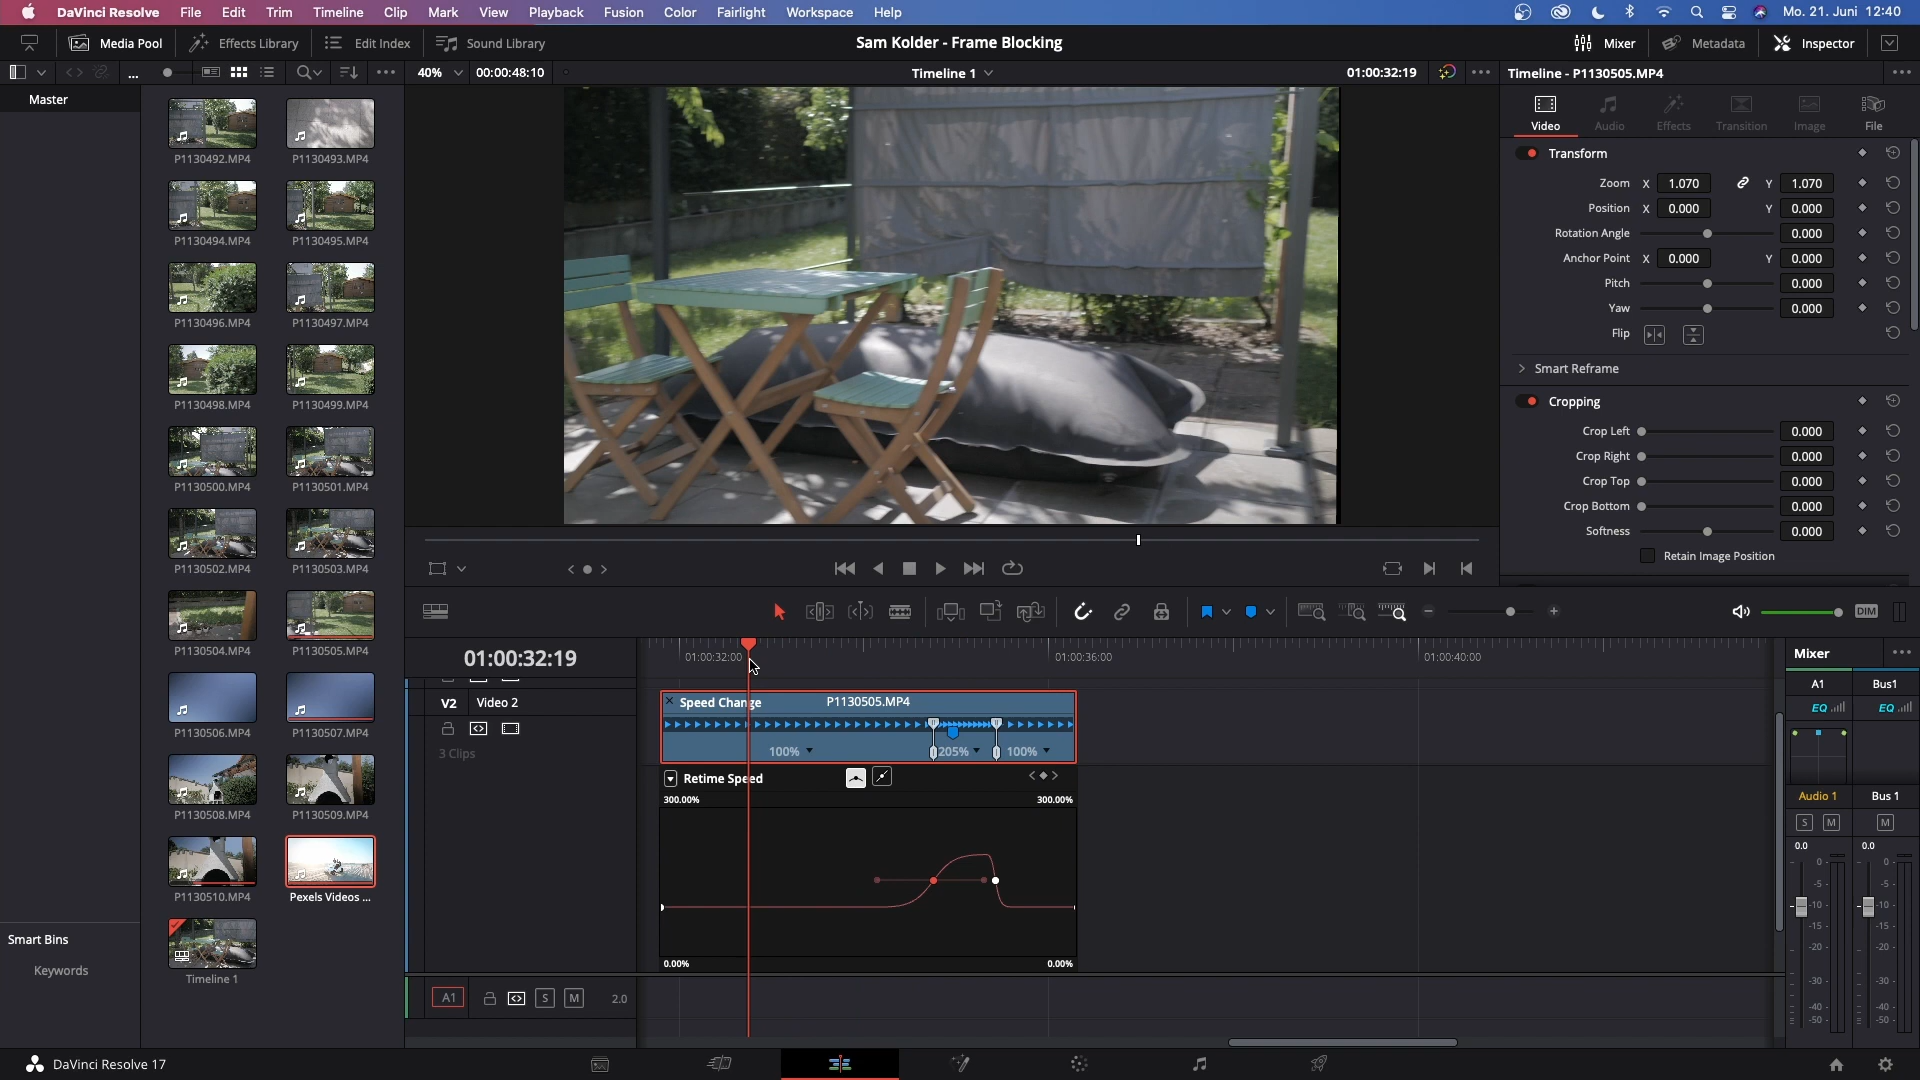 DaVinci Resolve File Edit Trim Timeline Clip Mark View Playback Fusion Color Fairlight Workspace Help Mo. 21. Juni 12:40
Media Pool Effects Library Edit Index Sound Library Sam Kolder - Frame Blocking Mixer Metadata Inspector
... 40% 00:00:48:10 Timeline 1 01:00:32:19 Timeline - P1130505.MP4
Master
P1130492.MP4 P1130493.MP4
P1130494.MP4 P1130495.MP4
P1130496.MP4 P1130497.MP4
P1130498.MP4 P1130499.MP4
P1130500.MP4 P1130501.MP4
P1130502.MP4 P1130503.MP4
P1130504.MP4 P1130505.MP4
P1130506.MP4 P1130507.MP4
P1130508.MP4 P1130509.MP4
P1130510.MP4 Pexels Videos ...
Timeline 1
Smart Bins
Keywords
Video Audio Effects Transition Image File
Transform
Zoom X 1.070 Y 1.070
Position X 0.000 Y 0.000
Rotation Angle 0.000
Anchor Point X 0.000 Y 0.000
Pitch 0.000
Yaw 0.000
Flip
Smart Reframe
Cropping
Crop Left 0.000
Crop Right 0.000
Crop Top 0.000
Crop Bottom 0.000
Softness 0.000
Retain Image Position
DIM
01:00:32:19 01:00:32:00 01:00:36:00 01:00:40:00
V2 Video 2
3 Clips
Speed Change P1130505.MP4
100% 205% 100%
Retime Speed
300.00% 300.00%
0.00% 0.00%
A1 S M 2.0
Mixer
A1 Bus1
EQ EQ
Audio 1 Bus 1
S M M
0.0 0.0
0 0
-5 -5
-10 -10
-15 -15
-20 -20
-30 -30
-40 -40
-50 -50
DaVinci Resolve 17